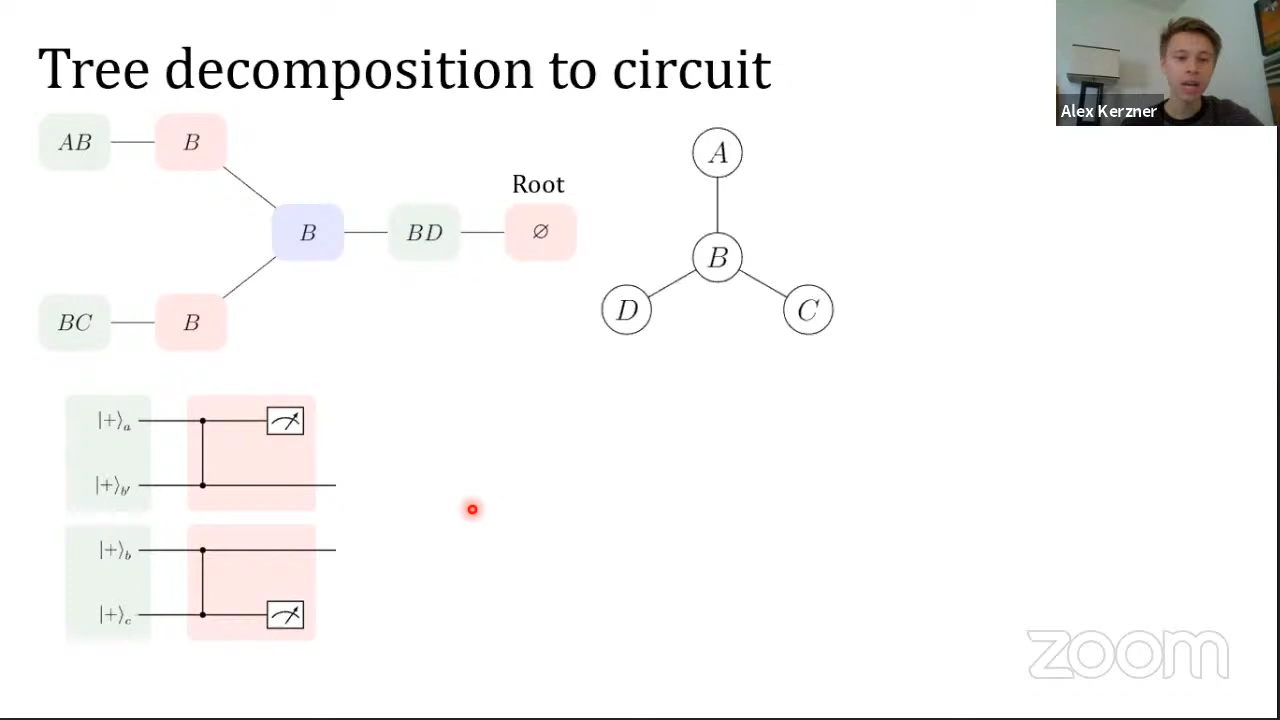 Tree decomposition to circuit
Alex Kerzner
AB
B
Root
B
BD
∅
BC
B
A
B
D
C
|+⟩a
|+⟩b′
|+⟩b
|+⟩c
zoom